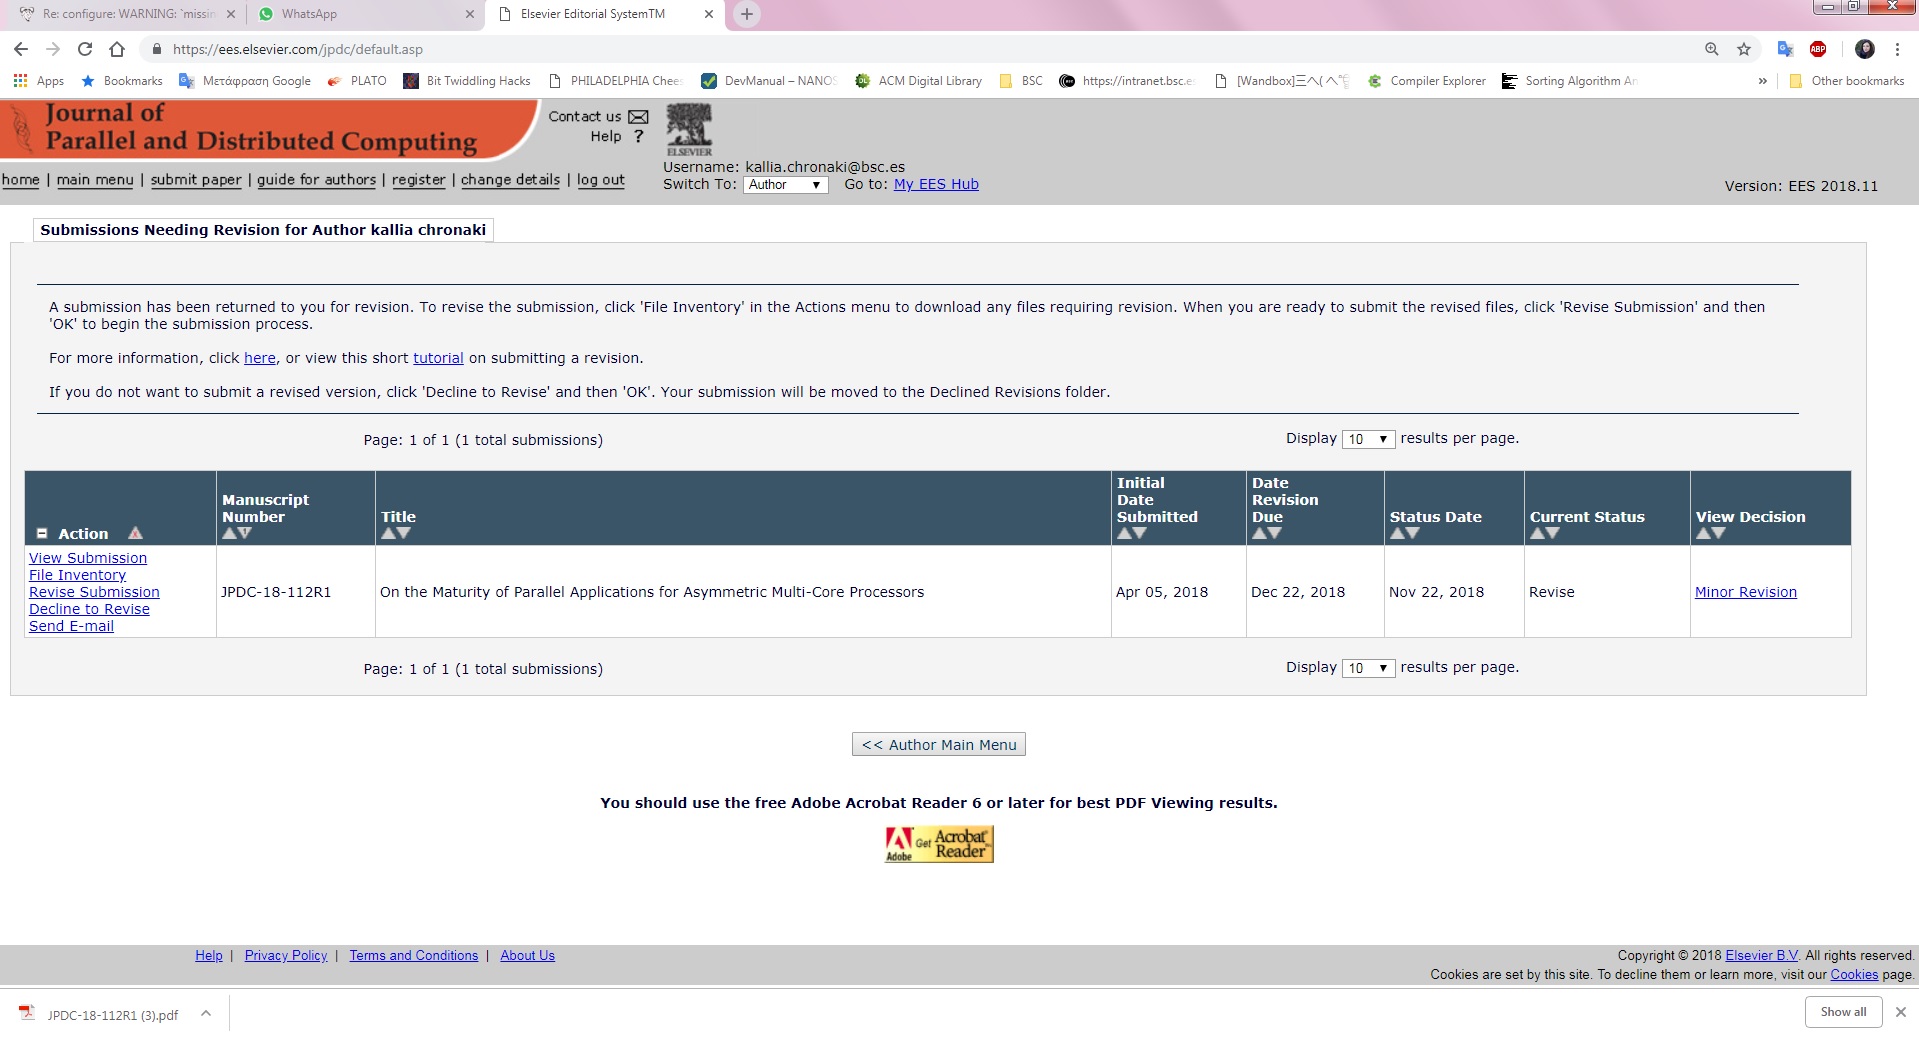 Re: configure: WARNING: `missin
WhatsApp
Elsevier Editorial SystemTM
https://ees.elsevier.com/jpdc/default.asp
ABP
Apps
Bookmarks
Μετάφραση Google
PLATO
Bit Twiddling Hacks
PHILADELPHIA Chees
DevManual – NANOS
ACM Digital Library
BSC
https://intranet.bsc.es
Compiler Explorer
Sorting Algorithm An
»
Other bookmarks
Journal of
Parallel and Distributed Computing
Contact us
Help ?
ELSEVIER
Username: kallia.chronaki@bsc.es
Switch To: Author Go to: My EES Hub
home | main menu | submit paper | guide for authors | register | change details | log out
Version: EES 2018.11
Submissions Needing Revision for Author kallia chronaki
A submission has been returned to you for revision. To revise the submission, click 'File Inventory' in the Actions menu to download any files requiring revision. When you are ready to submit the revised files, click 'Revise Submission' and then
'OK' to begin the submission process.
For more information, click here, or view this short tutorial on submitting a revision.
If you do not want to submit a revised version, click 'Decline to Revise' and then 'OK'. Your submission will be moved to the Declined Revisions folder.
Page: 1 of 1 (1 total submissions)
Display 10 results per page.
Action
Manuscript
Number
Title
Initial
Date
Submitted
Date
Revision
Due
Status Date
Current Status
View Decision
View Submission
File Inventory
Revise Submission
Decline to Revise
Send E-mail
JPDC-18-112R1
On the Maturity of Parallel Applications for Asymmetric Multi-Core Processors
Apr 05, 2018
Dec 22, 2018
Nov 22, 2018
Revise
Minor Revision
Page: 1 of 1 (1 total submissions)
Display 10 results per page.
<< Author Main Menu
You should use the free Adobe Acrobat Reader 6 or later for best PDF Viewing results.
Adobe
Get Acrobat
Reader
Help | Privacy Policy | Terms and Conditions | About Us
Copyright © 2018 Elsevier B.V. All rights reserved.
Cookies are set by this site. To decline them or learn more, visit our Cookies page.
JPDC-18-112R1 (3).pdf
Show all